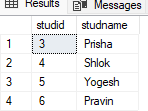 Results Messages
studid studname
1 3 Prisha
2 4 Shlok
3 5 Yogesh
4 6 Pravin